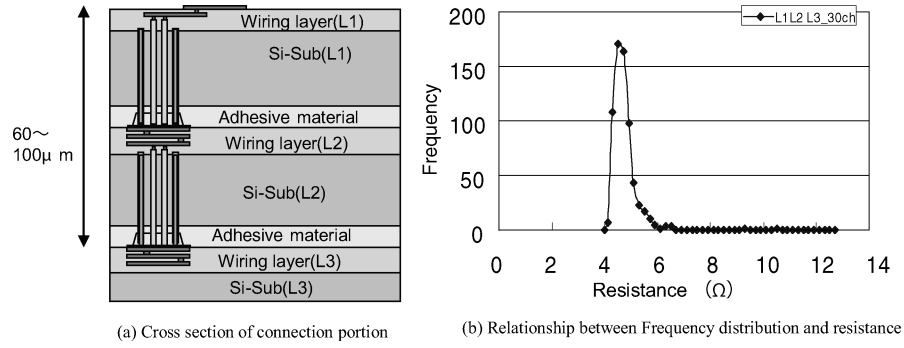 Wiring layer(L1)
Si-Sub(L1)
Adhesive material
60～
100μ m
Wiring layer(L2)
Si-Sub(L2)
Adhesive material
Wiring layer(L3)
Si-Sub(L3)
(a) Cross section of connection portion
L1L2 L3_30ch
200
150
100
50
0
Frequency
0 2 4 6 8 10 12 14
Resistance (Ω)
(b) Relationship between Frequency distribution and resistance